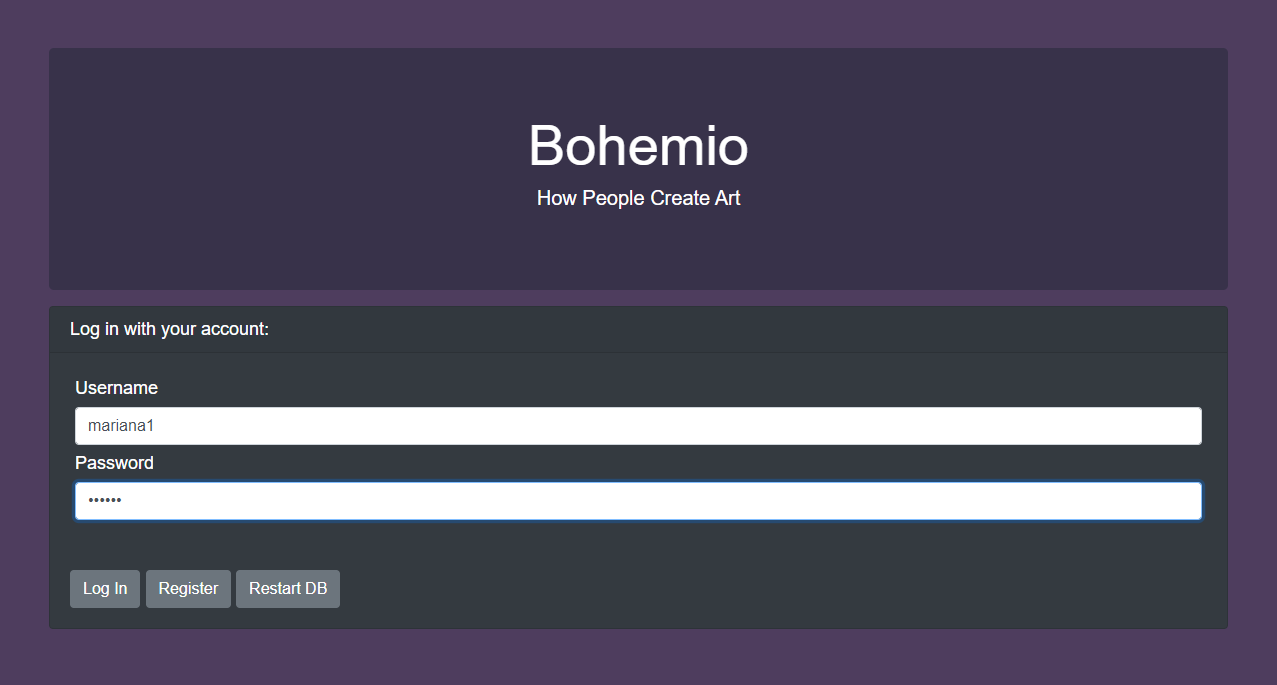 Bohemio
How People Create Art
Log in with your account:
Username
mariana1
Password
••••••
Log In Register Restart DB